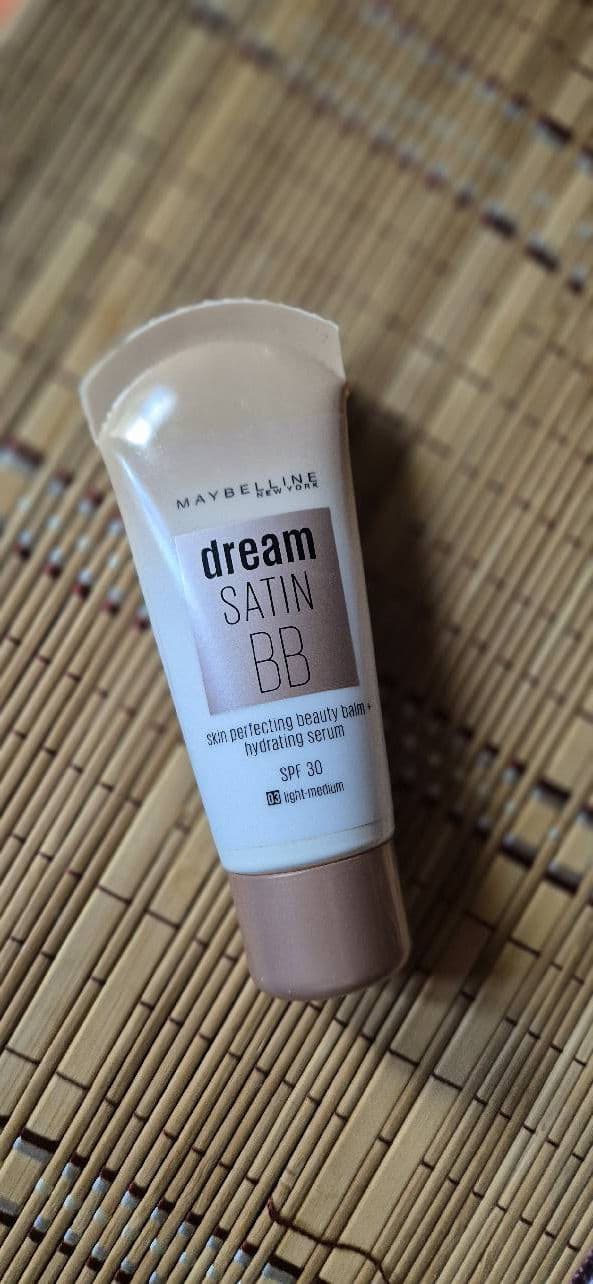 MAYBELLINE
NEW YORK
dream
SATIN
BB
skin perfecting beauty balm +
hydrating serum
SPF 30
03 light-medium